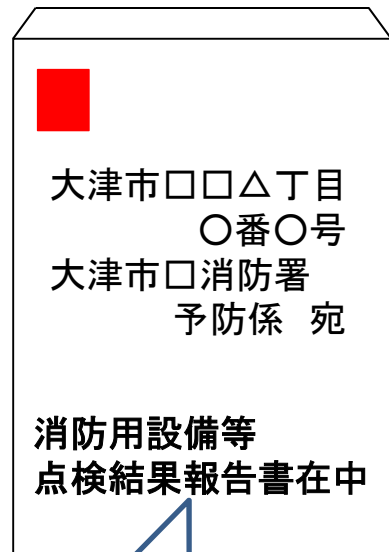 大津市□□△丁目
〇番〇号
大津市□消防署
予防係 宛
消防用設備等
点検結果報告書在中